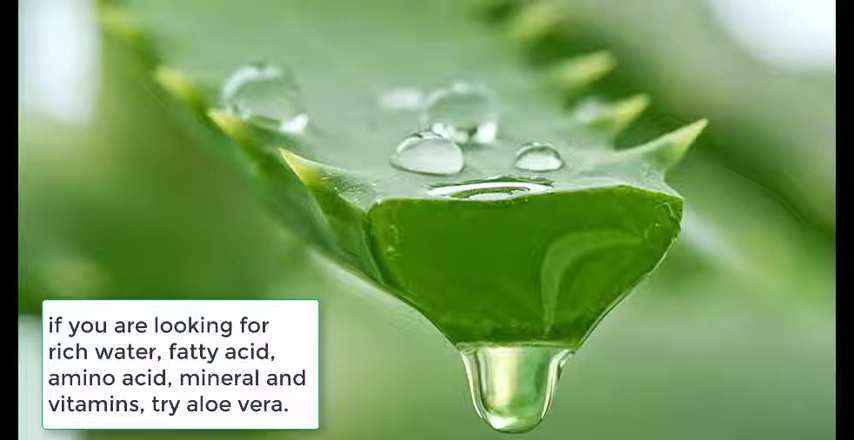 if you are looking for
rich water, fatty acid,
amino acid, mineral and
vitamins, try aloe vera.